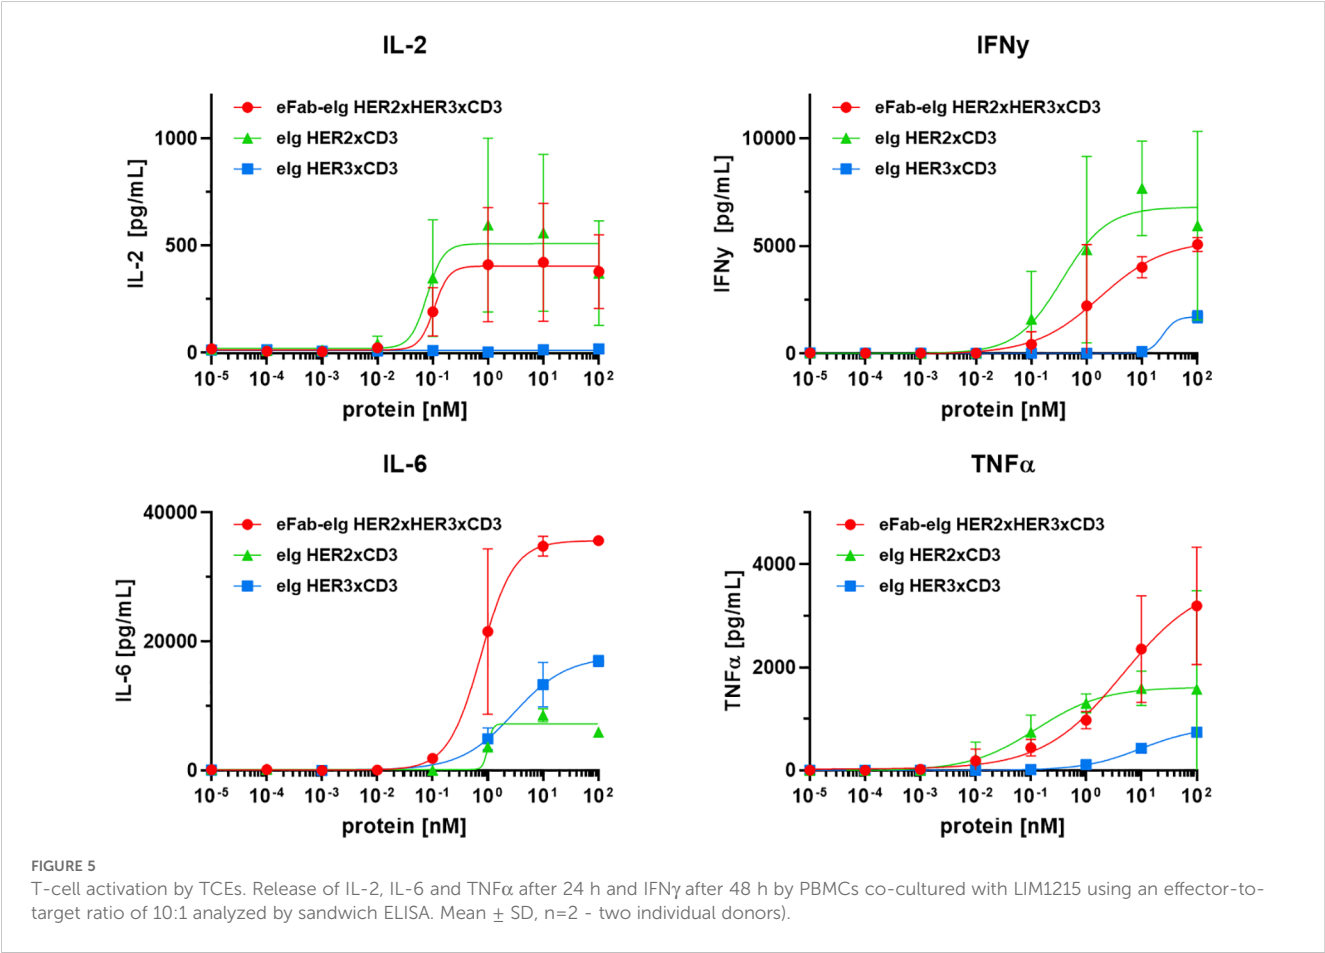 IL-2
eFab-eIg HER2xHER3xCD3
eIg HER2xCD3
eIg HER3xCD3
IL-2 [pg/mL]
1000
500
0
10-5 10-4 10-3 10-2 10-1 100 101 102
protein [nM]
IFNy
eFab-eIg HER2xHER3xCD3
eIg HER2xCD3
eIg HER3xCD3
IFNy [pg/mL]
10000
5000
0
10-5 10-4 10-3 10-2 10-1 100 101 102
protein [nM]
IL-6
eFab-eIg HER2xHER3xCD3
eIg HER2xCD3
eIg HER3xCD3
IL-6 [pg/mL]
40000
20000
0
10-5 10-4 10-3 10-2 10-1 100 101 102
protein [nM]
TNFα
eFab-eIg HER2xHER3xCD3
eIg HER2xCD3
eIg HER3xCD3
TNFα [pg/mL]
4000
2000
0
10-5 10-4 10-3 10-2 10-1 100 101 102
protein [nM]
FIGURE 5
T-cell activation by TCEs. Release of IL-2, IL-6 and TNFα after 24 h and IFNγ after 48 h by PBMCs co-cultured with LIM1215 using an effector-to-
target ratio of 10:1 analyzed by sandwich ELISA. Mean ± SD, n=2 - two individual donors).